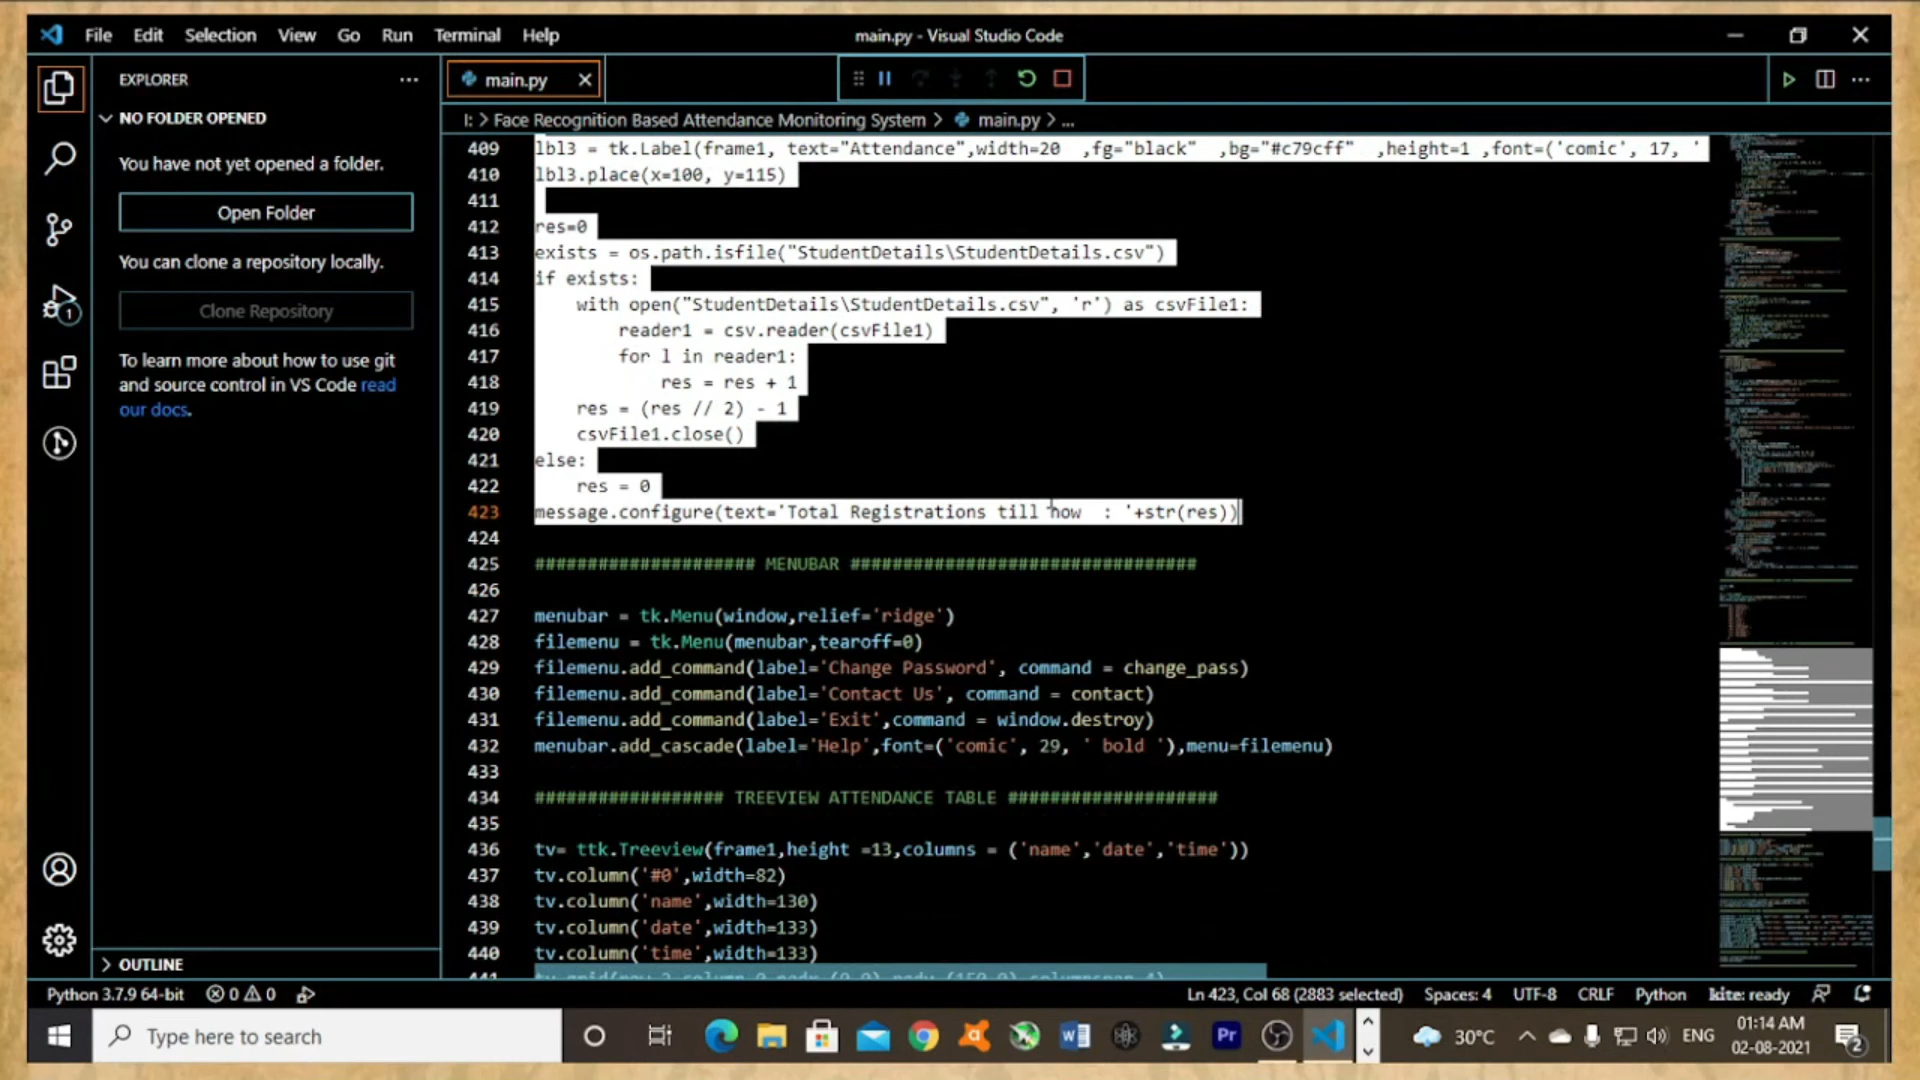 File Edit Selection View Go Run Terminal Help main.py - Visual Studio Code
EXPLORER
main.py
NO FOLDER OPENED
I: > Face Recognition Based Attendance Monitoring System > main.py > ...
You have not yet opened a folder.
Open Folder
You can clone a repository locally.
Clone Repository
To learn more about how to use git
and source control in VS Code read
our docs.
1
OUTLINE
409 lbl3 = tk.Label(frame1, text="Attendance",width=20  ,fg="black"  ,bg="#c79cff"  ,height=1 ,font=('comic', 17, '
410 lbl3.place(x=100, y=115)
411
412 res=0
413 exists = os.path.isfile("StudentDetails\StudentDetails.csv")
414 if exists:
415     with open("StudentDetails\StudentDetails.csv", 'r') as csvFile1:
416         reader1 = csv.reader(csvFile1)
417         for l in reader1:
418             res = res + 1
419     res = (res // 2) - 1
420     csvFile1.close()
421 else:
422     res = 0
423 message.configure(text='Total Registrations till now  : '+str(res))
424
425 ##################### MENUBAR #################################
426
427 menubar = tk.Menu(window,relief='ridge')
428 filemenu = tk.Menu(menubar,tearoff=0)
429 filemenu.add_command(label='Change Password', command = change_pass)
430 filemenu.add_command(label='Contact Us', command = contact)
431 filemenu.add_command(label='Exit',command = window.destroy)
432 menubar.add_cascade(label='Help',font=('comic', 29, ' bold '),menu=filemenu)
433
434 ################## TREEVIEW ATTENDANCE TABLE ####################
435
436 tv= ttk.Treeview(frame1,height =13,columns = ('name','date','time'))
437 tv.column('#0',width=82)
438 tv.column('name',width=130)
439 tv.column('date',width=133)
440 tv.column('time',width=133)
441
Python 3.7.9 64-bit 0 0 Ln 423, Col 68 (2883 selected) Spaces: 4 UTF-8 CRLF Python kite: ready
Type here to search W Pr 30°C ENG 01:14 AM
02-08-2021 2